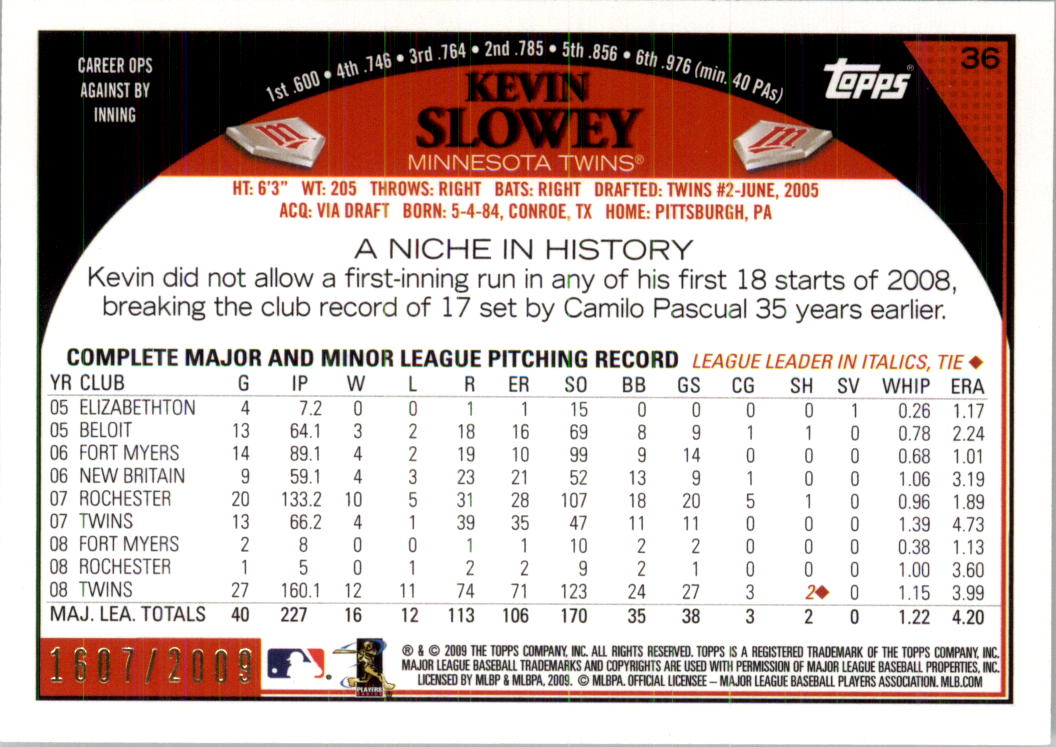 CAREER OPS
AGAINST BY
INNING
1st .600 • 4th .746 • 3rd .764 • 2nd .785 • 5th .856 • 6th .976 (min. 40 PAs)
36
Topps®
KEVIN
SLOWEY
MINNESOTA TWINS®
M M
HT: 6'3" WT: 205 THROWS: RIGHT BATS: RIGHT DRAFTED: TWINS #2-JUNE, 2005
ACQ: VIA DRAFT BORN: 5-4-84, CONROE, TX HOME: PITTSBURGH, PA
A NICHE IN HISTORY
Kevin did not allow a first-inning run in any of his first 18 starts of 2008,
breaking the club record of 17 set by Camilo Pascual 35 years earlier.
COMPLETE MAJOR AND MINOR LEAGUE PITCHING RECORD LEAGUE LEADER IN ITALICS, TIE ♦
YR CLUB G IP W L R ER SO BB GS CG SH SV WHIP ERA
05 ELIZABETHTON 4 7.2 0 0 1 1 15 0 0 0 0 1 0.26 1.17
05 BELOIT 13 64.1 3 2 18 16 69 8 9 1 1 0 0.78 2.24
06 FORT MYERS 14 89.1 4 2 19 10 99 9 14 0 0 0 0.68 1.01
06 NEW BRITAIN 9 59.1 4 3 23 21 52 13 9 1 0 0 1.06 3.19
07 ROCHESTER 20 133.2 10 5 31 28 107 18 20 5 1 0 0.96 1.89
07 TWINS 13 66.2 4 1 39 35 47 11 11 0 0 0 1.39 4.73
08 FORT MYERS 2 8 0 0 1 1 10 2 2 0 0 0 0.38 1.13
08 ROCHESTER 1 5 0 1 2 2 9 2 1 0 0 0 1.00 3.60
08 TWINS 27 160.1 12 11 74 71 123 24 27 3 2♦ 0 1.15 3.99
MAJ. LEA. TOTALS 40 227 16 12 113 106 170 35 38 3 2 0 1.22 4.20
1607/2009
PLAYERS
® & © 2009 THE TOPPS COMPANY, INC. ALL RIGHTS RESERVED. TOPPS IS A REGISTERED TRADEMARK OF THE TOPPS COMPANY, INC.
MAJOR LEAGUE BASEBALL TRADEMARKS AND COPYRIGHTS ARE USED WITH PERMISSION OF MAJOR LEAGUE BASEBALL PROPERTIES, INC.
LICENSED BY MLBP & MLBPA, 2009. © MLBPA. OFFICIAL LICENSEE – MAJOR LEAGUE BASEBALL PLAYERS ASSOCIATION. MLB.COM